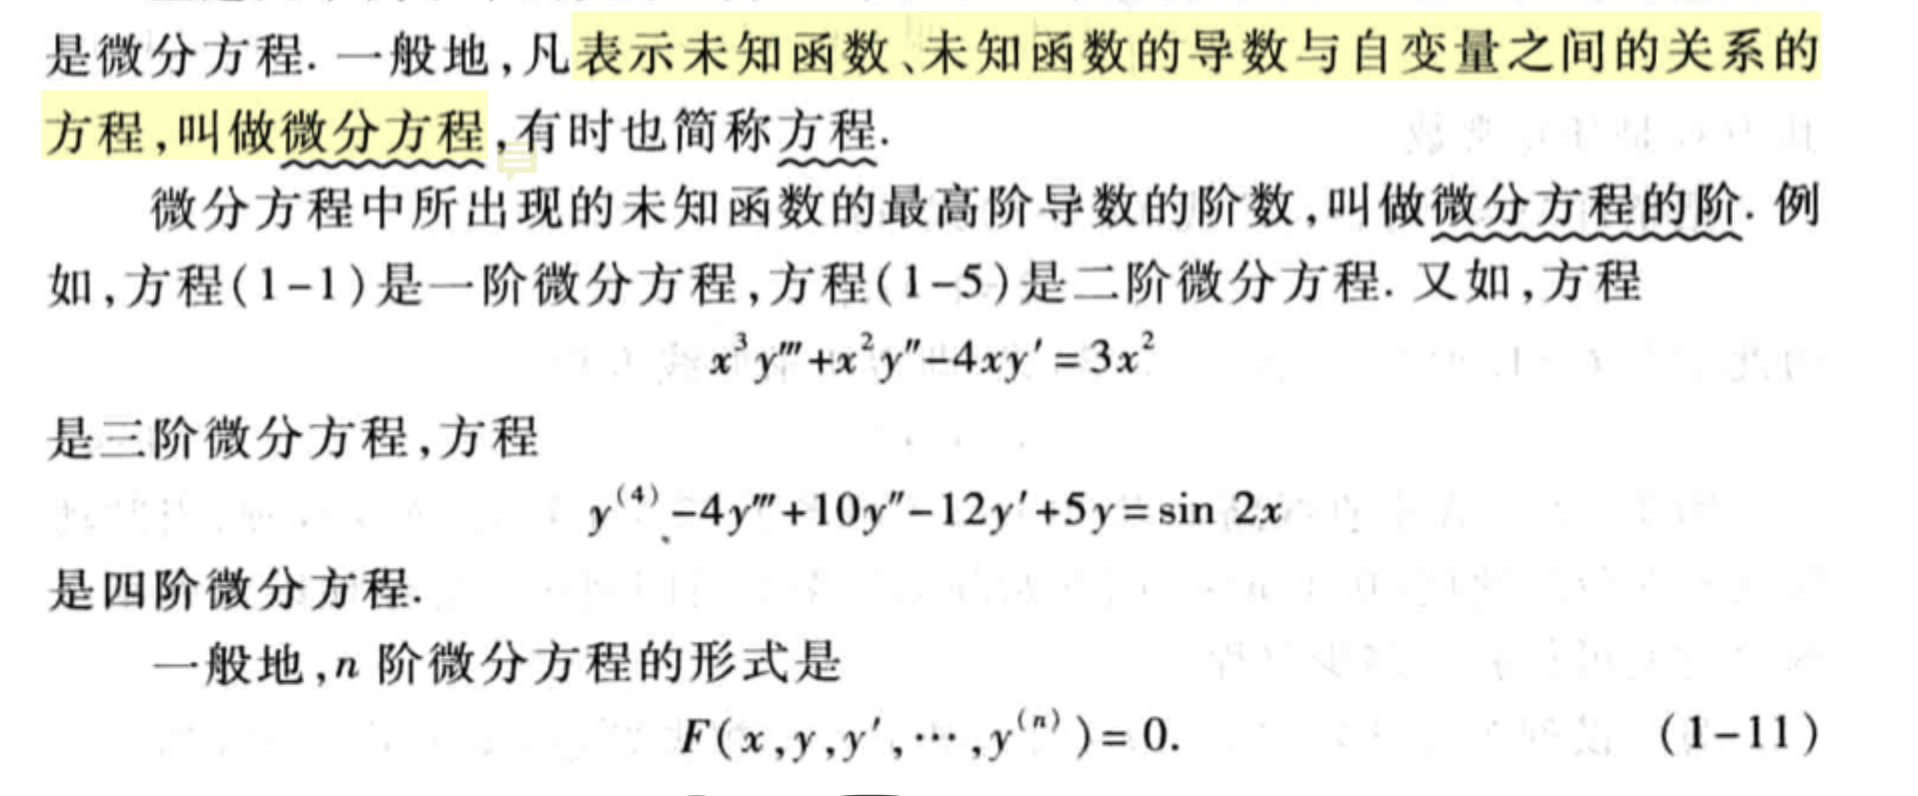 是微分方程. 一般地,凡表示未知函数、未知函数的导数与自变量之间的关系的
方程,叫做微分方程,有时也简称方程.
微分方程中所出现的未知函数的最高阶导数的阶数,叫做微分方程的阶. 例
如,方程(1-1)是一阶微分方程,方程(1-5)是二阶微分方程. 又如,方程
x³y‴+x²y″-4xy′=3x²
是三阶微分方程,方程
y⁽⁴⁾-4y‴+10y″-12y′+5y=sin 2x
是四阶微分方程.
一般地,n 阶微分方程的形式是
F(x,y,y′,⋯,y⁽ⁿ⁾)=0. (1-11)